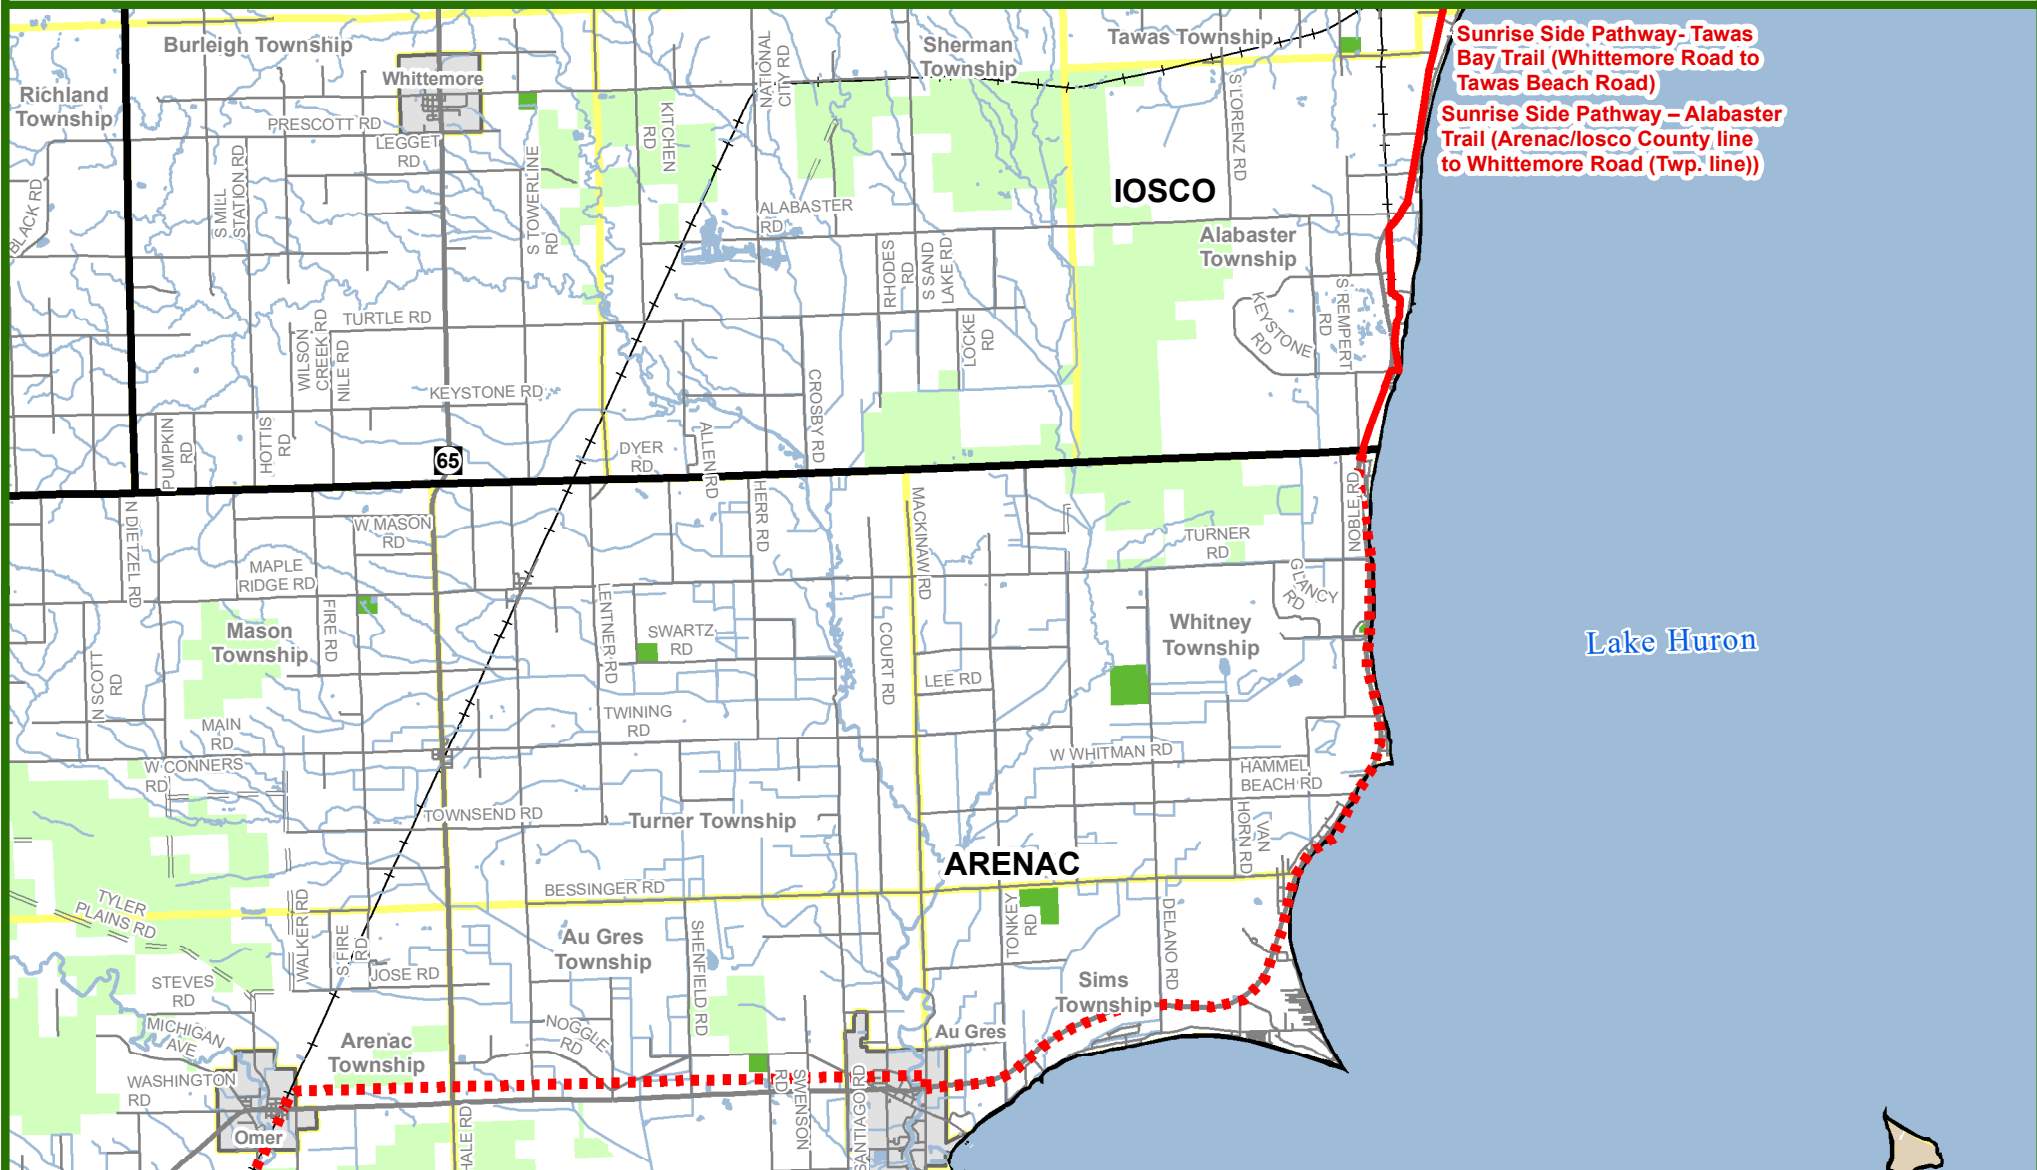 Burleigh Township
Whittemore
Richland
Township
NATIONAL
CITY RD
Sherman
Township
Tawas Township
Sunrise Side Pathway- Tawas
Bay Trail (Whittemore Road to
Tawas Beach Road)
Sunrise Side Pathway – Alabaster
Trail (Arenac/Iosco County line
to Whittemore Road (Twp. line))
PRESCOTT RD
LEGGET
RD
KITCHEN
RD
S LORENZ RD
BLACK RD
S MILL
STATION RD
S TOWERLINE
RD
ALABASTER
RD
IOSCO
Alabaster
Township
RHODES
RD
S SAND
LAKE RD
KEYSTONE
RD
S REMPERT
RD
TURTLE RD
WILSON
CREEK RD
NILE RD
LOCKE
RD
KEYSTONE RD
CROSBY RD
PUMPKIN
RD
HOTTIS
RD
65
DYER
RD
ALLEN RD
N DIETZEL RD
W MASON
RD
HERR RD
MACKINAW RD
NOBLE RD
TURNER
RD
MAPLE
RIDGE RD
GLANCY
RD
FIRE RD
LENTNER RD
SWARTZ
RD
COURT RD
Mason
Township
Whitney
Township
Lake Huron
N SCOTT
RD
LEE RD
MAIN
RD
TWINING
RD
W WHITMAN RD
W CONNERS
RD
HAMMEL
BEACH RD
TOWNSEND RD
Turner Township
VAN
HORN RD
ARENAC
BESSINGER RD
TYLER
PLAINS RD
WALKER RD
S FIRE
RD
JOSE RD
Au Gres
Township
SHENFIELD RD
TONKEY
RD
DELANO RD
STEVES
RD
Sims
Township
MICHIGAN
AVE
NOGGLE
RD
Au Gres
Arenac
Township
WASHINGTON
RD
SWENSON
RD
SANTIAGO RD
Omer
HALE RD